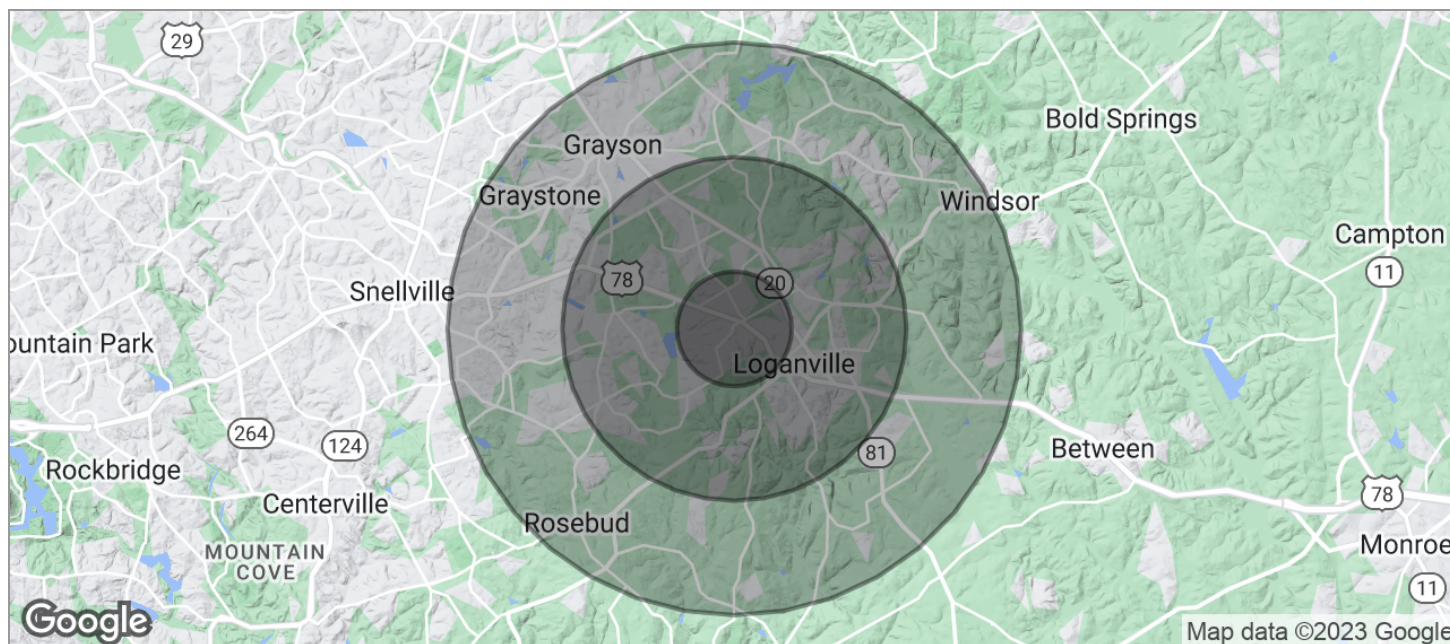 29
Bold Springs
Grayson
Graystone
Windsor
Campton
11
78
20
Snellville
ountain Park
Loganville
264
124
81
Between
Rockbridge
78
Centerville
Rosebud
MOUNTAIN
COVE
Monroe
11
Google
Map data ©2023 Google